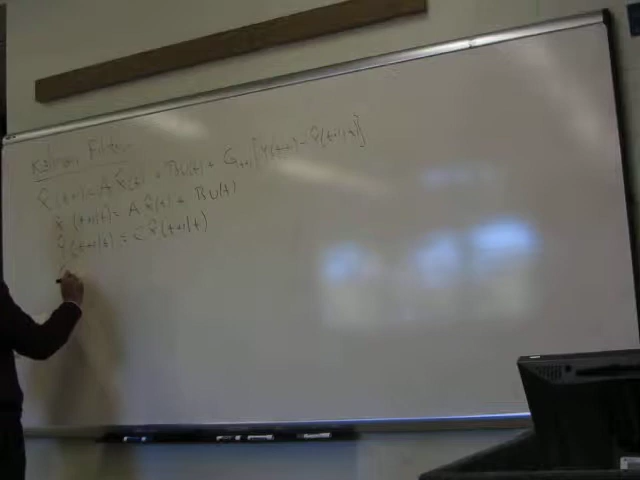 Kalman Filter
x̂(t+1) = A x̂(t) + Bu(t) + G_{t+1} [y(t+1) - ŷ(t+1|t)]
x̂(t+1|t) = A x̂(t) + Bu(t)
ŷ(t+1|t) = C x̂(t+1|t)